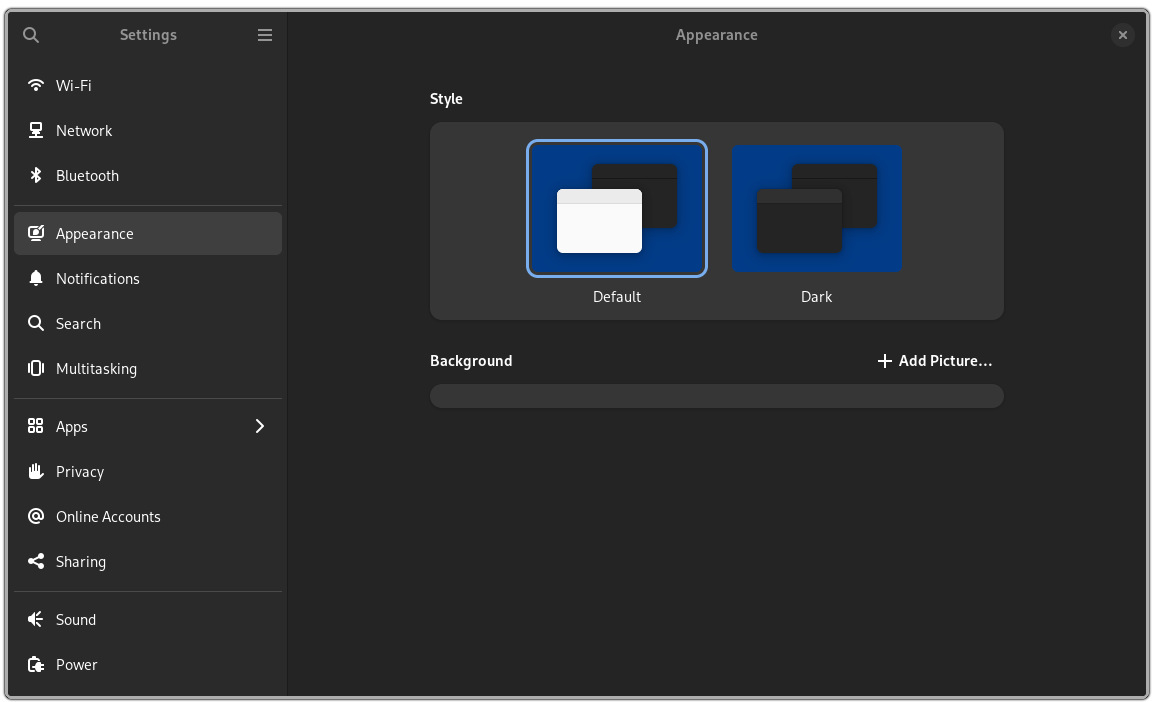 Settings
Wi-Fi
Network
Bluetooth
Appearance
Notifications
Search
Multitasking
Apps
Privacy
Online Accounts
Sharing
Sound
Power
Appearance
Style
Default
Dark
Background
Add Picture…